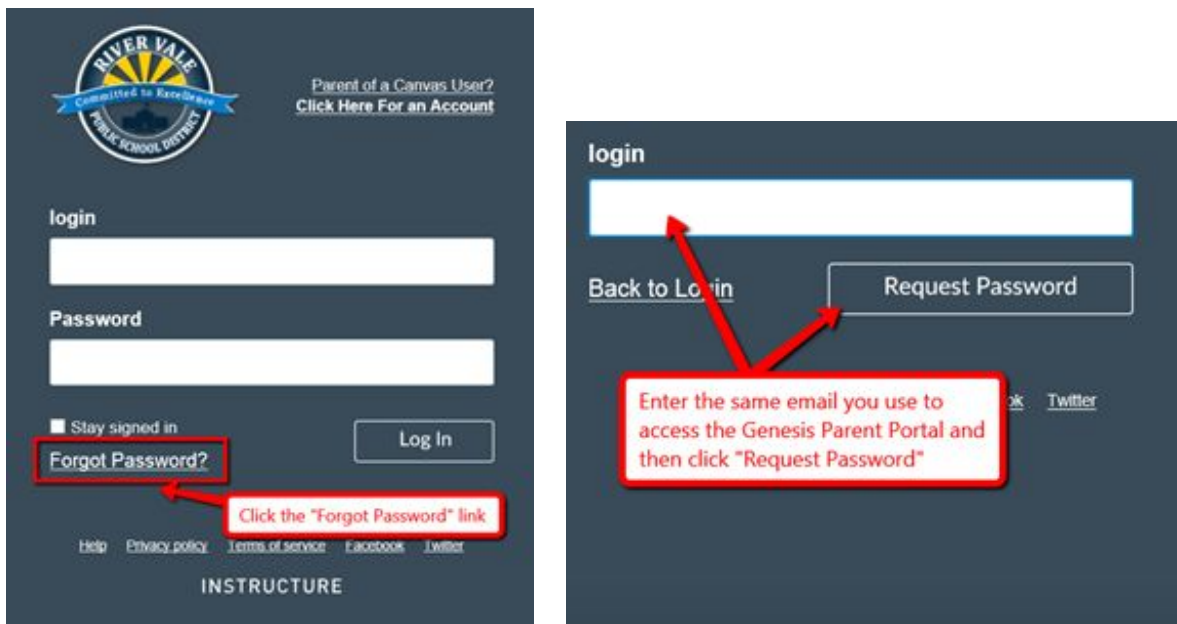 RIVER VALE
Committed to Excellence
PUBLIC SCHOOL DISTRICT
Parent of a Canvas User?
Click Here For an Account
login
Password
Stay signed in
Forgot Password?
Log In
Click the "Forgot Password" link
Help Privacy policy Terms of service Facebook Twitter
INSTRUCTURE
login
Back to Login
Request Password
Enter the same email you use to
access the Genesis Parent Portal and
then click "Request Password"
ok Twitter